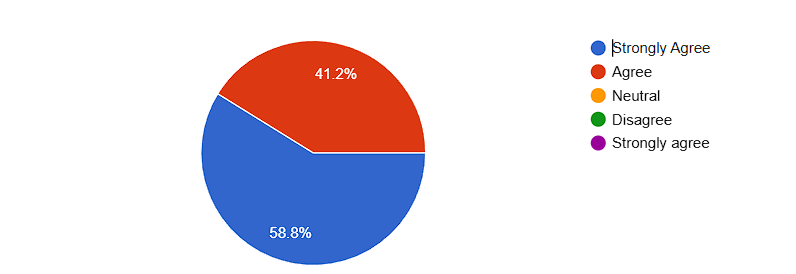 41.2%
58.8%
Strongly Agree
Agree
Neutral
Disagree
Strongly agree